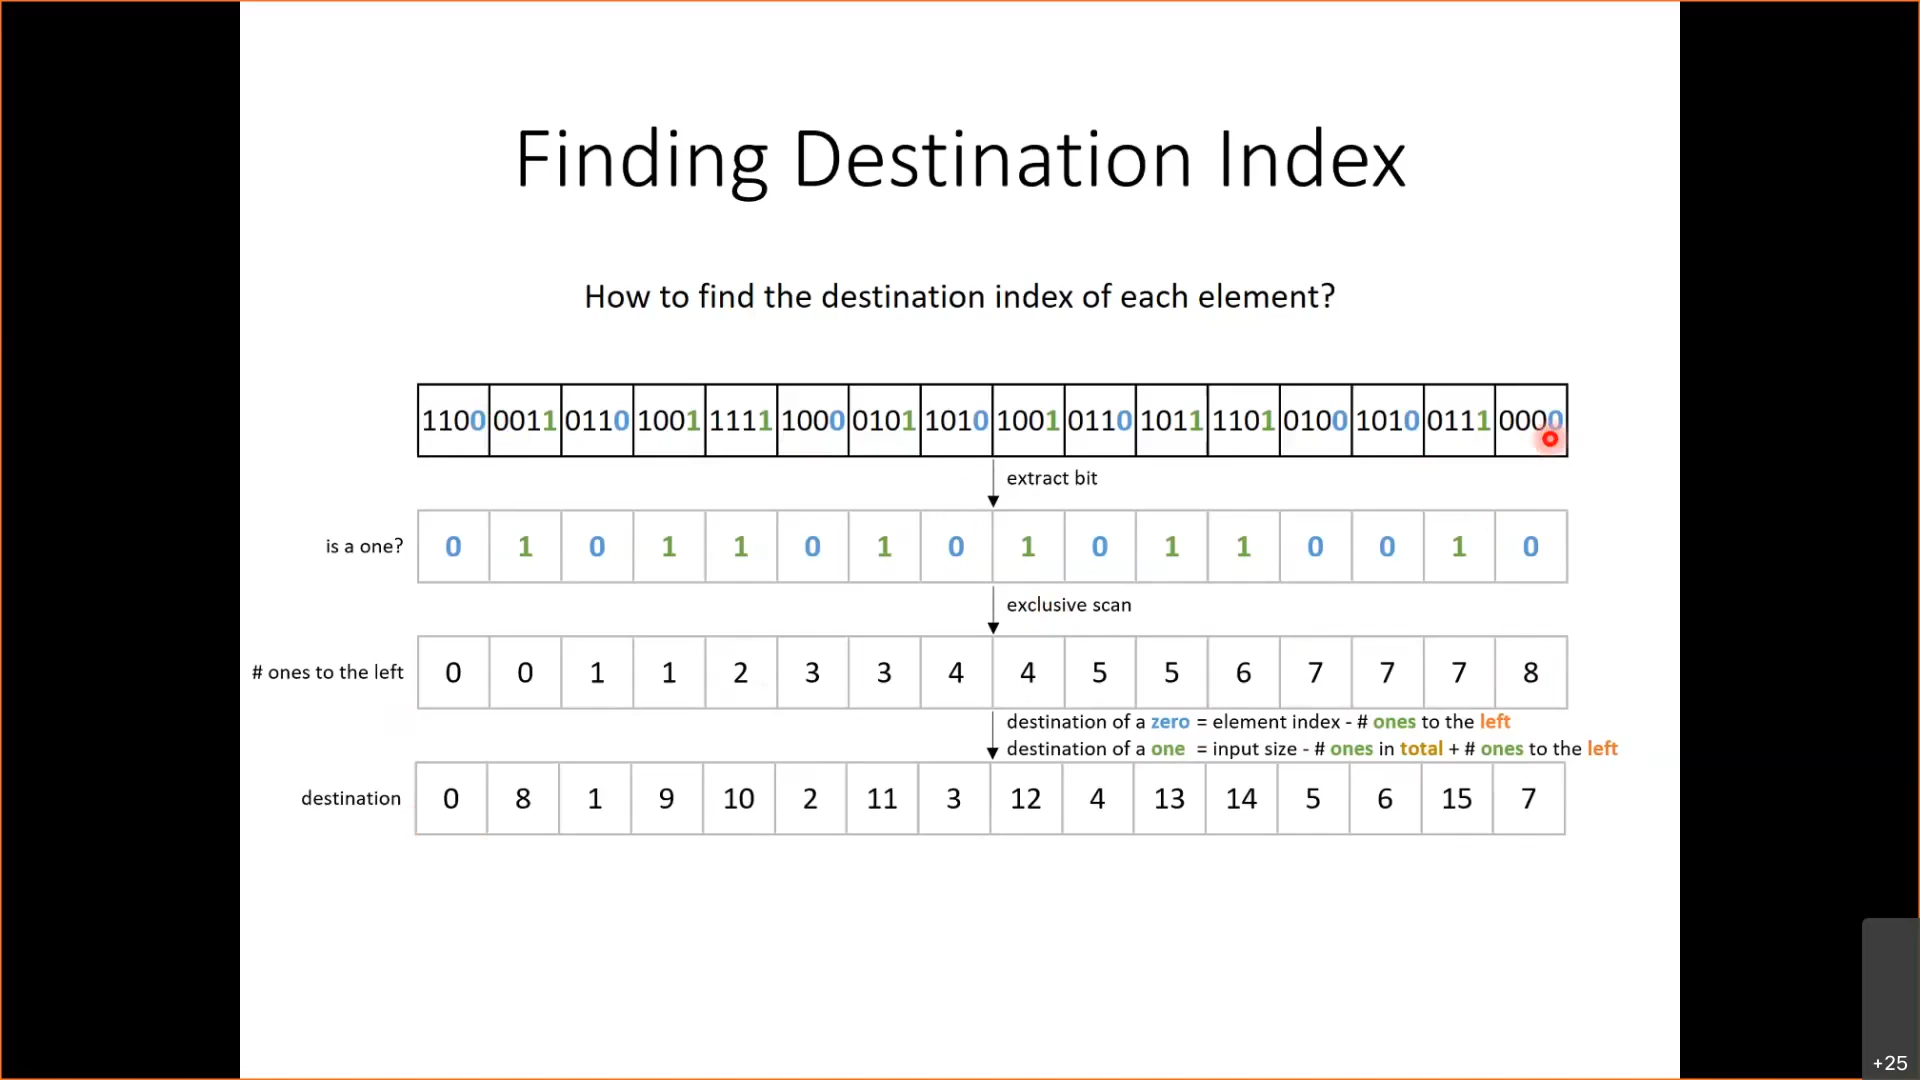 Finding Destination Index
How to find the destination index of each element?
1100 0011 0110 1001 1111 1000 0101 1010 1001 0110 1011 1101 0100 1010 0111 0000
extract bit
is a one? 0 1 0 1 1 0 1 0 1 0 1 1 0 0 1 0
exclusive scan
# ones to the left 0 0 1 1 2 3 3 4 4 5 5 6 7 7 7 8
destination of a zero = element index - # ones to the left
destination of a one = input size - # ones in total + # ones to the left
destination 0 8 1 9 10 2 11 3 12 4 13 14 5 6 15 7
+25